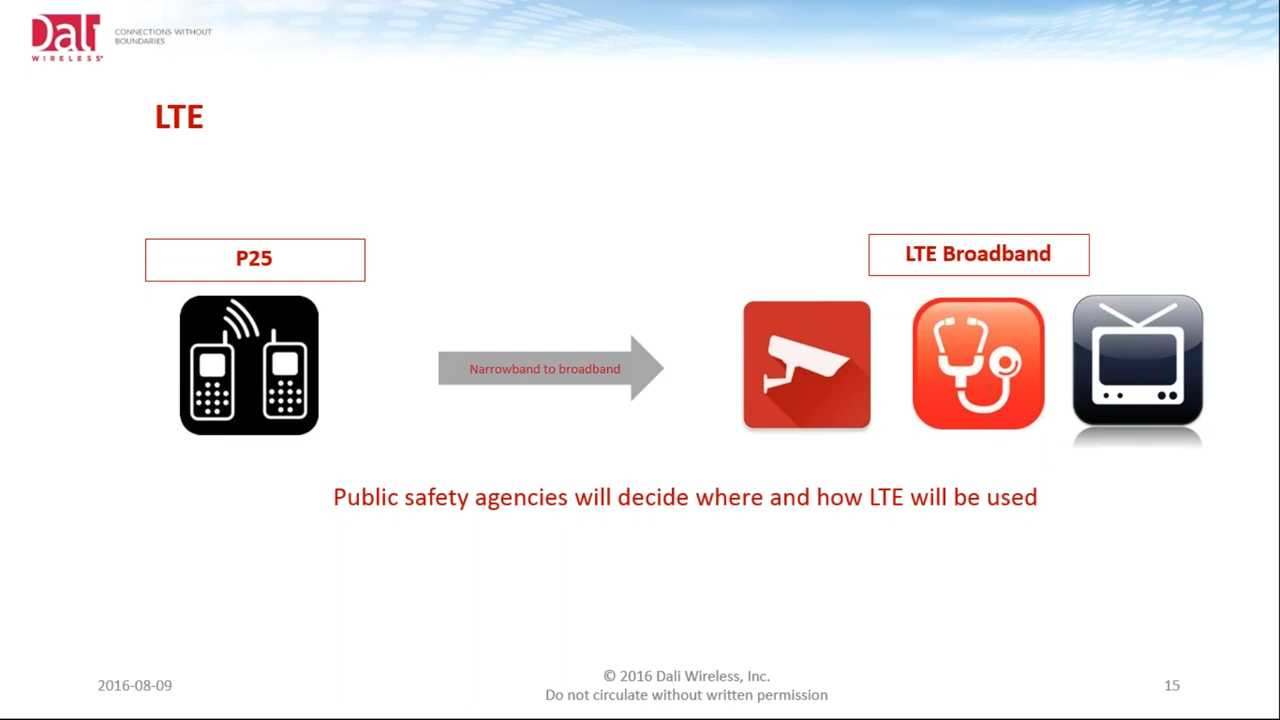 Dali
WIRELESS
CONNECTIONS WITHOUT
BOUNDARIES
LTE
P25
LTE Broadband
Narrowband to broadband
Public safety agencies will decide where and how LTE will be used
2016-08-09
© 2016 Dali Wireless, Inc.
Do not circulate without written permission
15